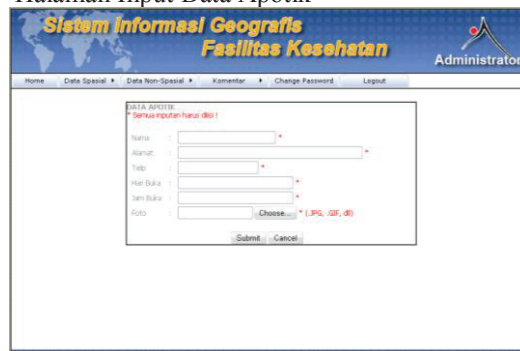 Halaman Input Data Apotik
Sistem Informasi Geografis
Fasilitas Kesehatan
Administrator
Home Data Spasial Data Non-Spasial Komentar Change Password Logout
DATA APOTIK
* Semua inputan harus diisi !
Nama : *
Alamat : *
Telp : *
Hari Buka : *
Jam Buka : *
Foto : Choose... * (.JPG, .GIF, dll)
Submit Cancel